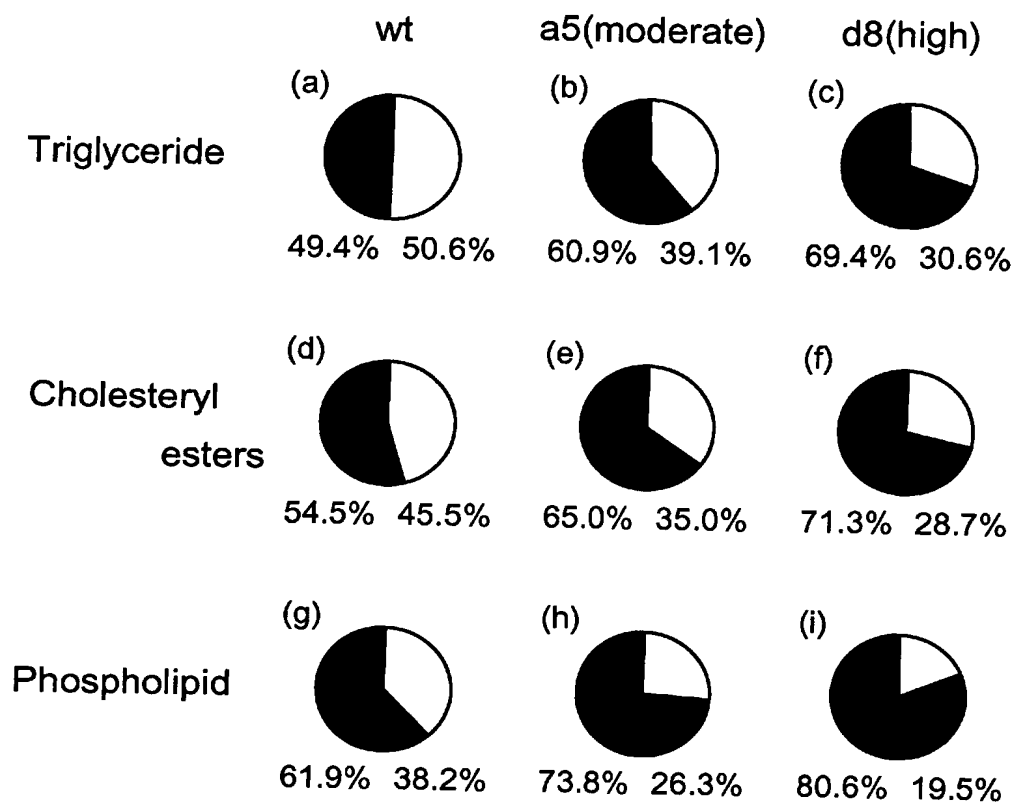 wt a5(moderate) d8(high)
(a) (b) (c)
Triglyceride
49.4% 50.6% 60.9% 39.1% 69.4% 30.6%
(d) (e) (f)
Cholesteryl
esters
54.5% 45.5% 65.0% 35.0% 71.3% 28.7%
(g) (h) (i)
Phospholipid
61.9% 38.2% 73.8% 26.3% 80.6% 19.5%